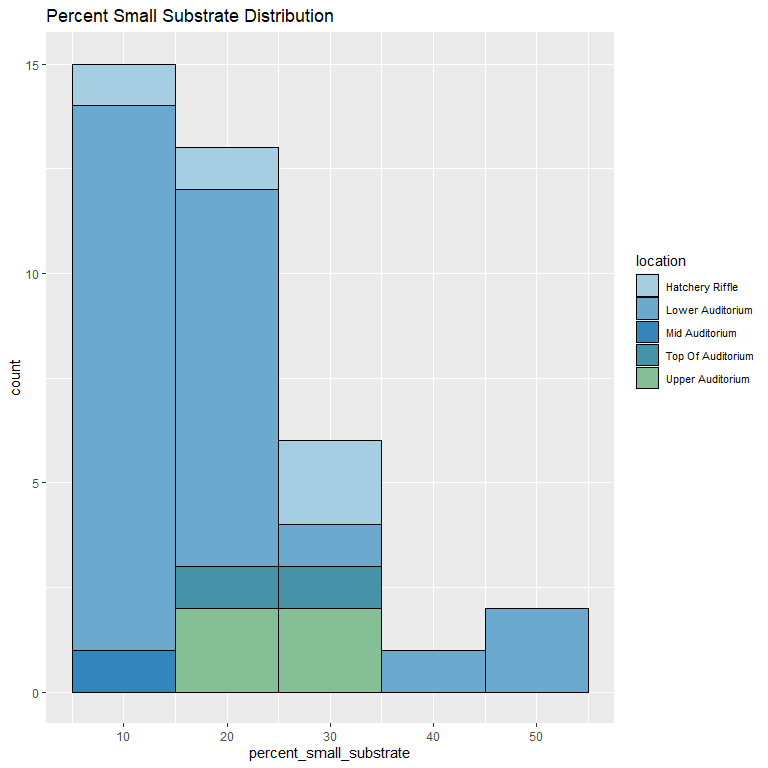 Percent Small Substrate Distribution
15
10
5
0
count
10 20 30 40 50
percent_small_substrate
location
Hatchery Riffle
Lower Auditorium
Mid Auditorium
Top Of Auditorium
Upper Auditorium